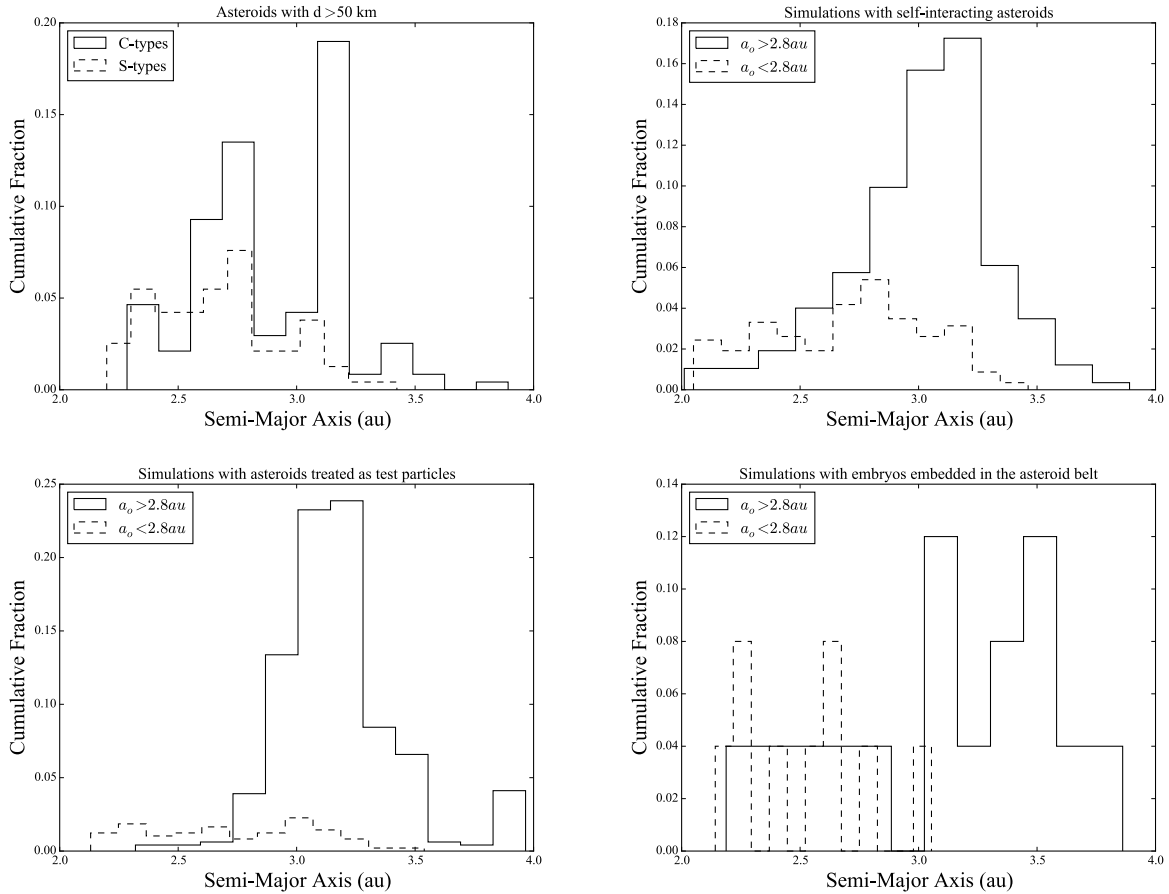 Asteroids with d >50 km
C-types
S-types
Cumulative Fraction
0.20
0.15
0.10
0.05
0.00
2.0 2.5 3.0 3.5 4.0
Semi-Major Axis (au)
Simulations with self-interacting asteroids
a_o >2.8au
a_o <2.8au
Cumulative Fraction
0.18
0.16
0.14
0.12
0.10
0.08
0.06
0.04
0.02
0.00
2.0 2.5 3.0 3.5 4.0
Semi-Major Axis (au)
Simulations with asteroids treated as test particles
a_o >2.8au
a_o <2.8au
Cumulative Fraction
0.25
0.20
0.15
0.10
0.05
0.00
2.0 2.5 3.0 3.5 4.0
Semi-Major Axis (au)
Simulations with embryos embedded in the asteroid belt
a_o >2.8au
a_o <2.8au
Cumulative Fraction
0.14
0.12
0.10
0.08
0.06
0.04
0.02
0.00
2.0 2.5 3.0 3.5 4.0
Semi-Major Axis (au)